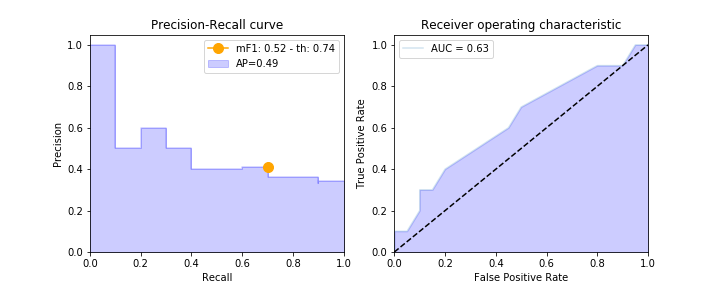 Precision-Recall curve
mF1: 0.52 - th: 0.74
AP=0.49
Precision
1.0
0.8
0.6
0.4
0.2
0.0
0.0 0.2 0.4 0.6 0.8 1.0
Recall
Receiver operating characteristic
AUC = 0.63
True Positive Rate
1.0
0.8
0.6
0.4
0.2
0.0
0.0 0.2 0.4 0.6 0.8 1.0
False Positive Rate